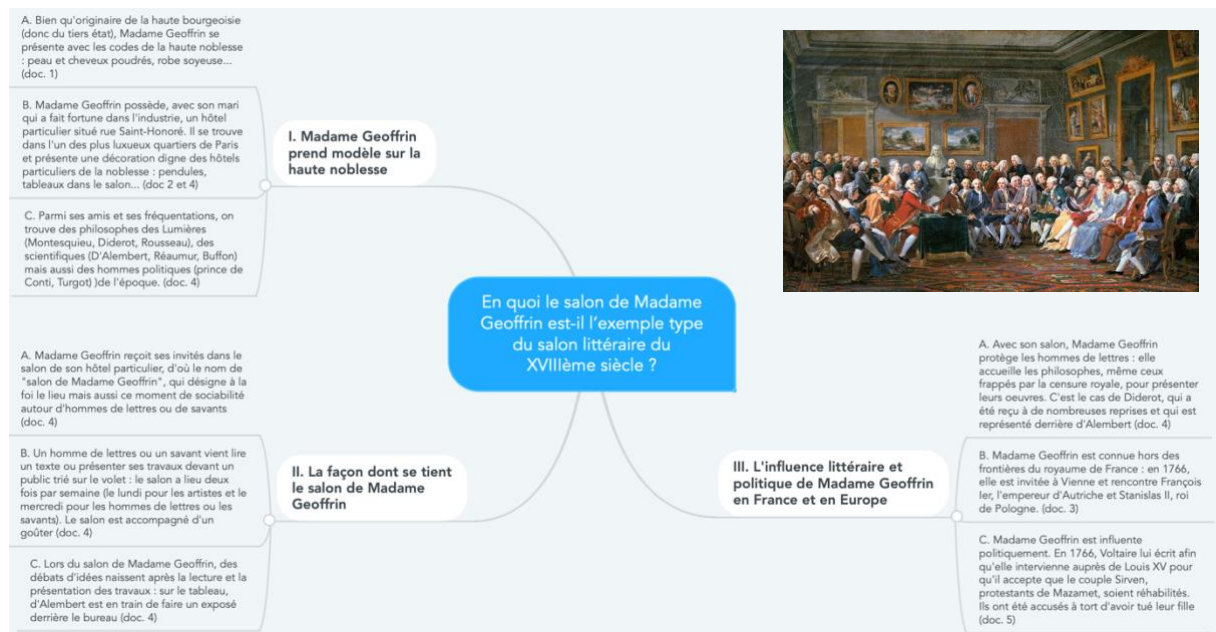 A. Bien qu'originaire de la haute bourgeoisie
(donc du tiers état), Madame Geoffrin se
présente avec les codes de la haute noblesse
: peau et cheveux poudrés, robe soyeuse...
(doc. 1)
B. Madame Geoffrin possède, avec son mari
qui a fait fortune dans l'industrie, un hôtel
particulier situé rue Saint-Honoré. Il se trouve
dans l'un des plus luxueux quartiers de Paris
et présente une décoration digne des hôtels
particuliers de la noblesse : pendules,
tableaux dans le salon... (doc 2 et 4)
C. Parmi ses amis et ses fréquentations, on
trouve des philosophes des Lumières
(Montesquieu, Diderot, Rousseau), des
scientifiques (D'Alembert, Réaumur, Buffon)
mais aussi des hommes politiques (prince de
Conti, Turgot) )de l'époque. (doc. 4)
I. Madame Geoffrin
prend modèle sur la
haute noblesse
En quoi le salon de Madame
Geoffrin est-il l'exemple type
du salon littéraire du
XVIIIème siècle ?
A. Madame Geoffrin reçoit ses invités dans le
salon de son hôtel particulier, d'où le nom de
"salon de Madame Geoffrin", qui désigne à la
foi le lieu mais aussi ce moment de sociabilité
autour d'hommes de lettres ou de savants
(doc. 4)
B. Un homme de lettres ou un savant vient lire
un texte ou présenter ses travaux devant un
public trié sur le volet : le salon a lieu deux
fois par semaine (le lundi pour les artistes et le
mercredi pour les hommes de lettres ou les
savants). Le salon est accompagné d'un
goûter (doc. 4)
C. Lors du salon de Madame Geoffrin, des
débats d'idées naissent après la lecture et la
présentation des travaux : sur le tableau,
d'Alembert est en train de faire un exposé
derrière le bureau (doc. 4)
II. La façon dont se tient
le salon de Madame
Geoffrin
III. L'influence littéraire et
politique de Madame Geoffrin
en France et en Europe
A. Avec son salon, Madame Geoffrin
protège les hommes de lettres : elle
accueille les philosophes, même ceux
frappés par la censure royale, pour présenter
leurs oeuvres. C'est le cas de Diderot, qui a
été reçu à de nombreuses reprises et qui est
représenté derrière d'Alembert (doc. 4)
B. Madame Geoffrin est connue hors des
frontières du royaume de France : en 1766,
elle est invitée à Vienne et rencontre François
Ier, l'empereur d'Autriche et Stanislas II, roi
de Pologne. (doc. 3)
C. Madame Geoffrin est influente
politiquement. En 1766, Voltaire lui écrit afin
qu'elle intervienne auprès de Louis XV pour
qu'il accepte que le couple Sirven,
protestants de Mazamet, soient réhabilités.
Ils ont été accusés à tort d'avoir tué leur fille
(doc. 5)